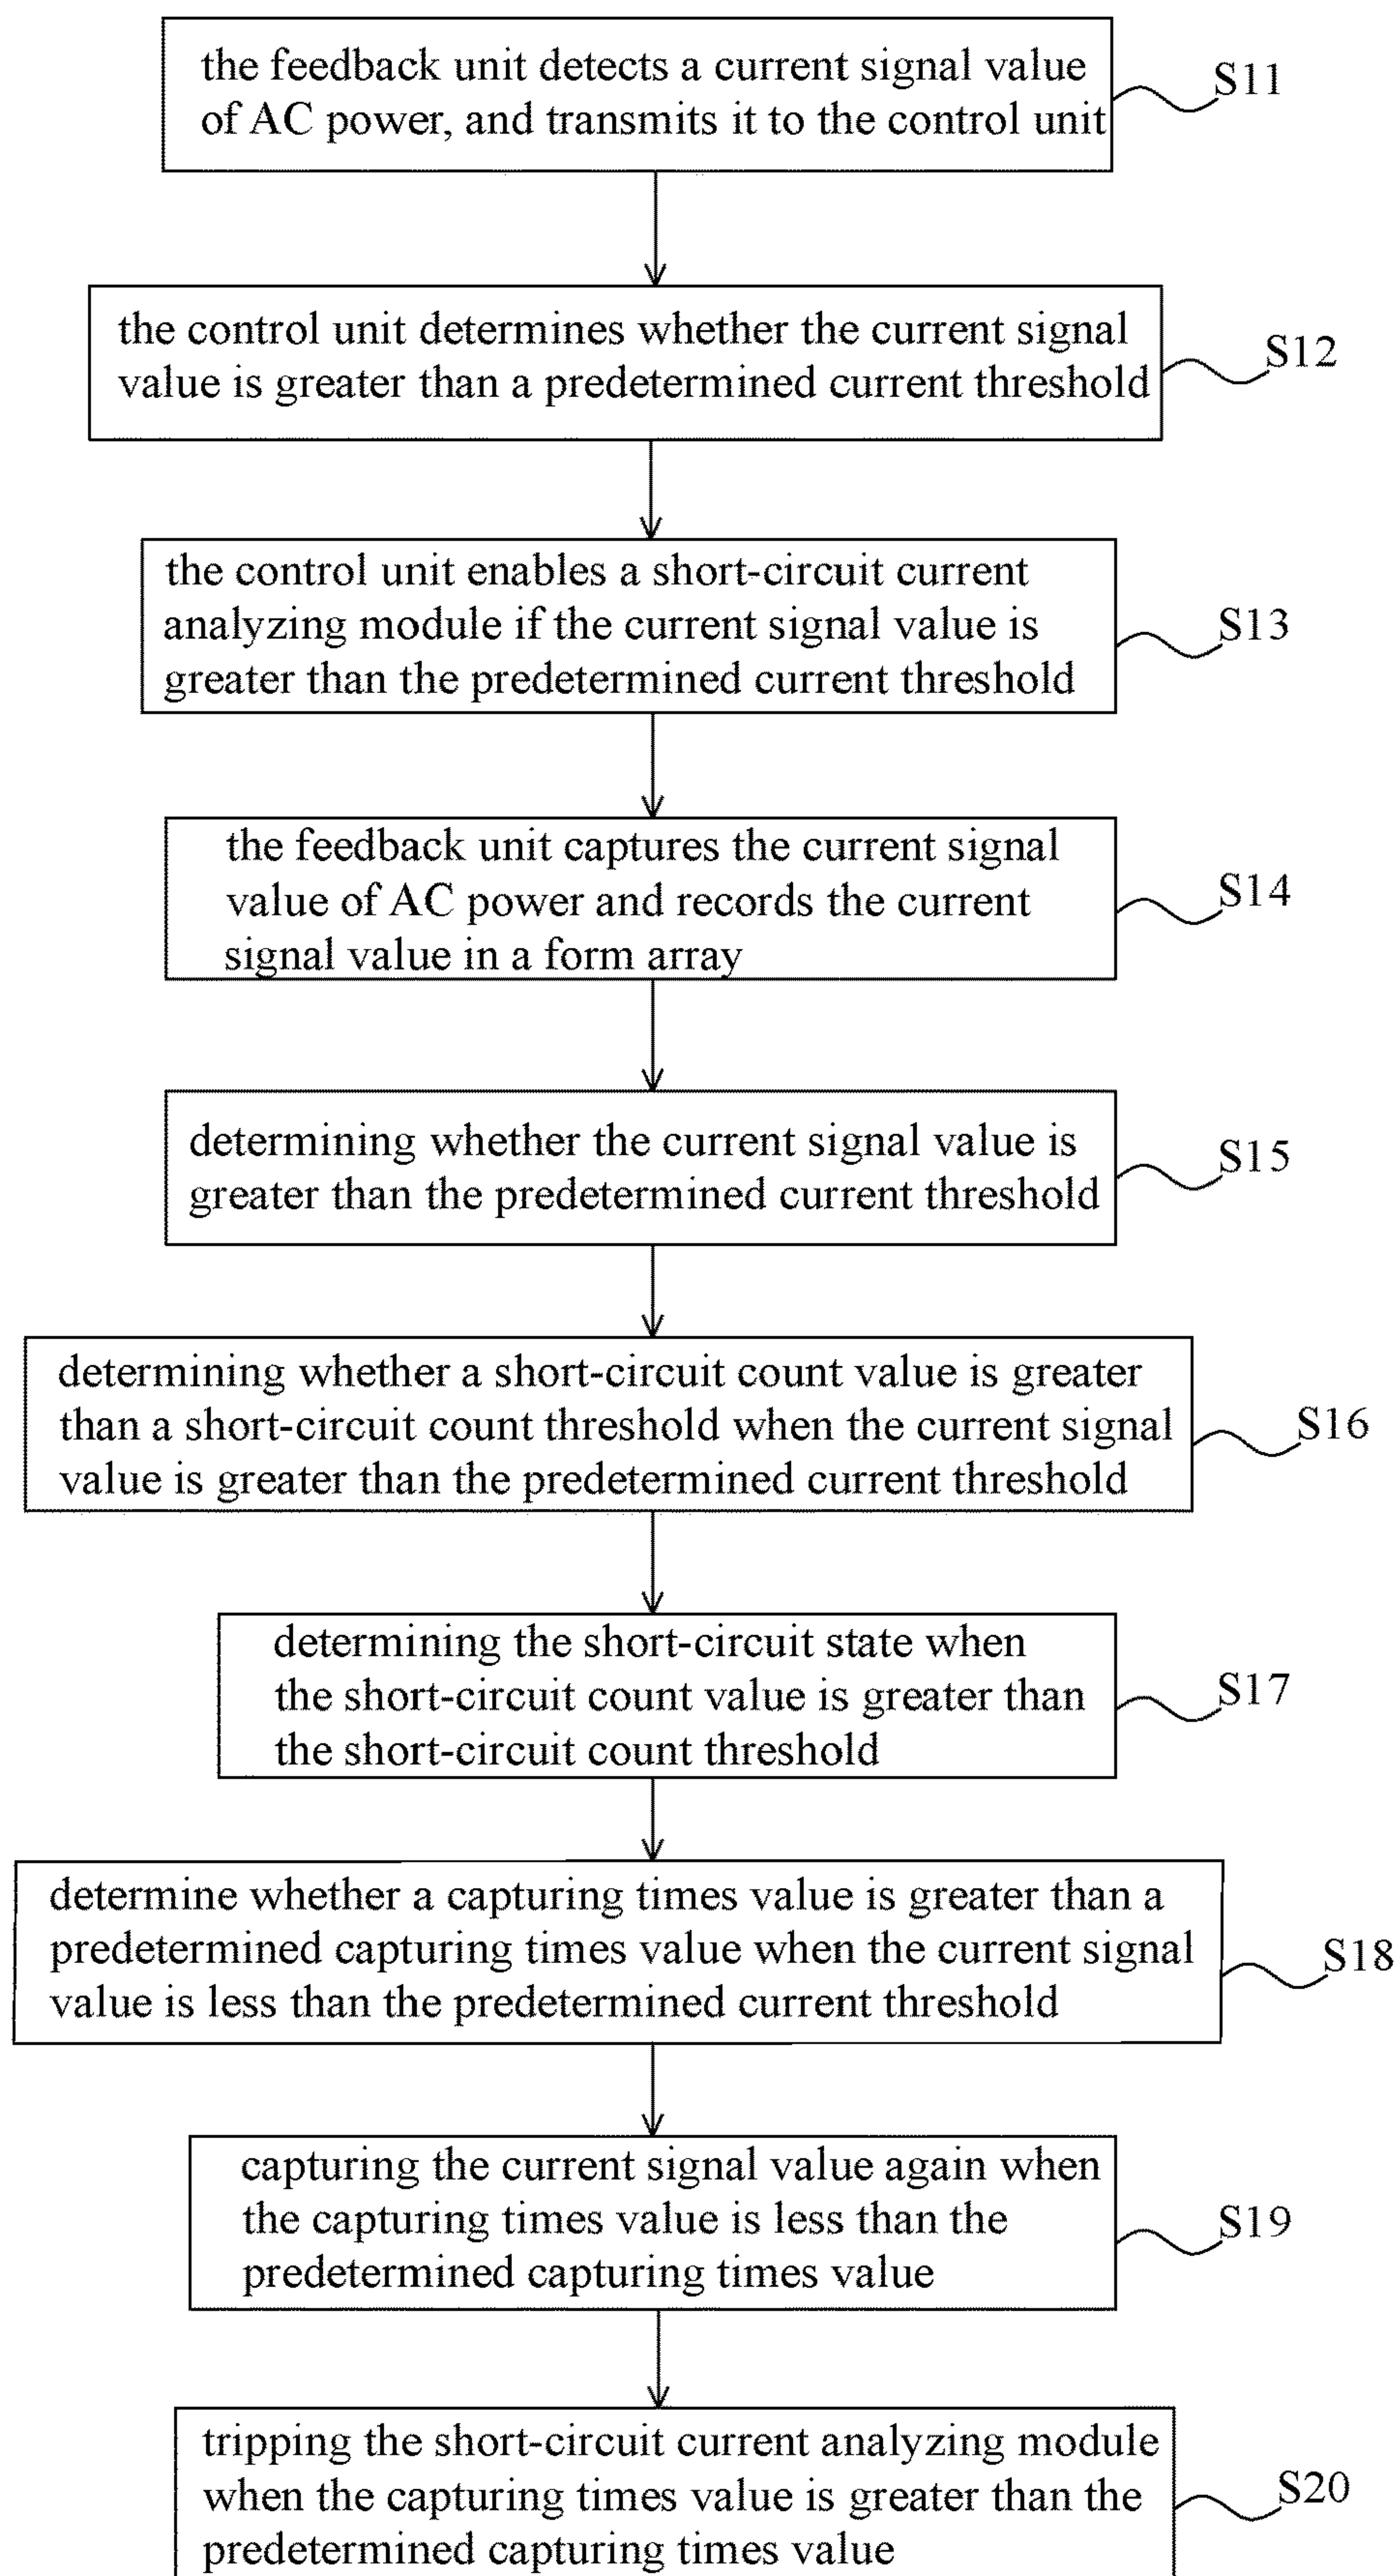 the feedback unit detects a current signal value
of AC power, and transmits it to the control unit
S11
the control unit determines whether the current signal
value is greater than a predetermined current threshold
S12
the control unit enables a short-circuit current
analyzing module if the current signal value is
greater than the predetermined current threshold
S13
the feedback unit captures the current signal
value of AC power and records the current
signal value in a form array
S14
determining whether the current signal value is
greater than the predetermined current threshold
S15
determining whether a short-circuit count value is greater
than a short-circuit count threshold when the current signal
value is greater than the predetermined current threshold
S16
determining the short-circuit state when
the short-circuit count value is greater than
the short-circuit count threshold
S17
determine whether a capturing times value is greater than a
predetermined capturing times value when the current signal
value is less than the predetermined current threshold
S18
capturing the current signal value again when
the capturing times value is less than the
predetermined capturing times value
S19
tripping the short-circuit current analyzing module
when the capturing times value is greater than the
predetermined capturing times value
S20